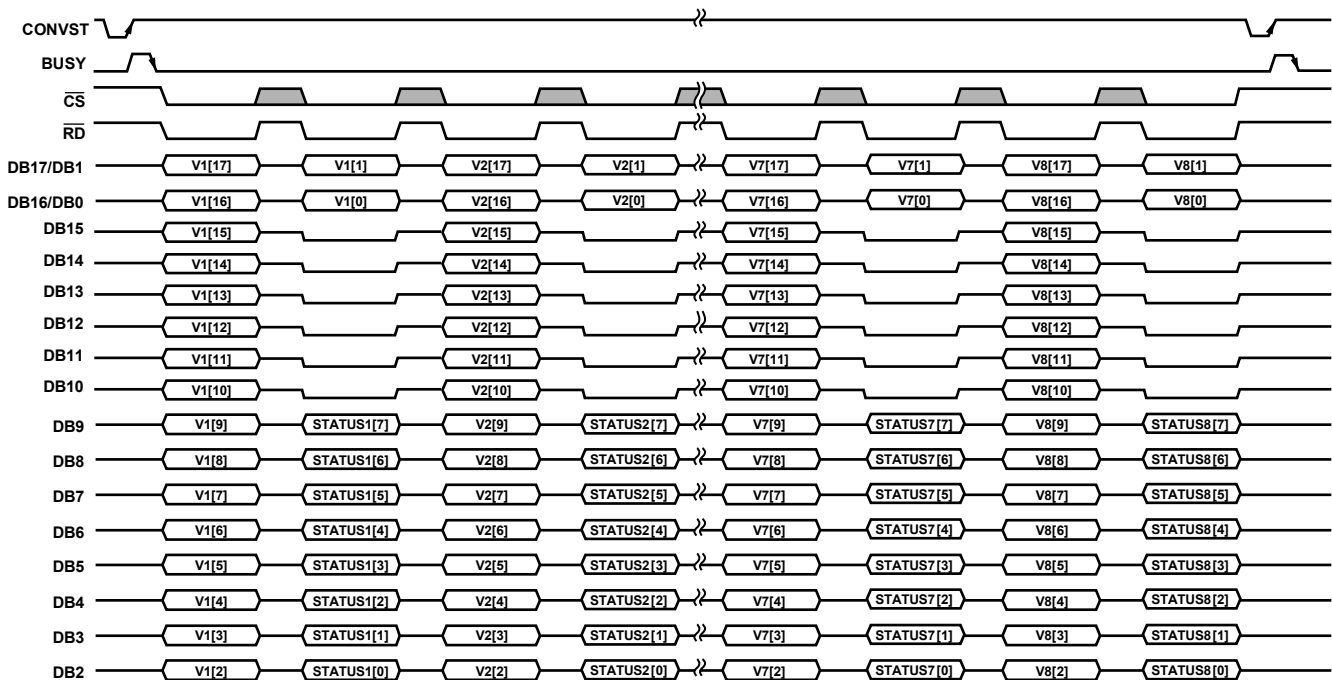 CONVST
BUSY
CS
RD
DB17/DB1 V1[17] V1[1] V2[17] V2[1] V7[17] V7[1] V8[17] V8[1]
DB16/DB0 V1[16] V1[0] V2[16] V2[0] V7[16] V7[0] V8[16] V8[0]
DB15 V1[15] V2[15] V7[15] V8[15]
DB14 V1[14] V2[14] V7[14] V8[14]
DB13 V1[13] V2[13] V7[13] V8[13]
DB12 V1[12] V2[12] V7[12] V8[12]
DB11 V1[11] V2[11] V7[11] V8[11]
DB10 V1[10] V2[10] V7[10] V8[10]
DB9 V1[9] STATUS1[7] V2[9] STATUS2[7] V7[9] STATUS7[7] V8[9] STATUS8[7]
DB8 V1[8] STATUS1[6] V2[8] STATUS2[6] V7[8] STATUS7[6] V8[8] STATUS8[6]
DB7 V1[7] STATUS1[5] V2[7] STATUS2[5] V7[7] STATUS7[5] V8[7] STATUS8[5]
DB6 V1[6] STATUS1[4] V2[6] STATUS2[4] V7[6] STATUS7[4] V8[6] STATUS8[4]
DB5 V1[5] STATUS1[3] V2[5] STATUS2[3] V7[5] STATUS7[3] V8[5] STATUS8[3]
DB4 V1[4] STATUS1[2] V2[4] STATUS2[2] V7[4] STATUS7[2] V8[4] STATUS8[2]
DB3 V1[3] STATUS1[1] V2[3] STATUS2[1] V7[3] STATUS7[1] V8[3] STATUS8[1]
DB2 V1[2] STATUS1[0] V2[2] STATUS2[0] V7[2] STATUS7[0] V8[2] STATUS8[0]